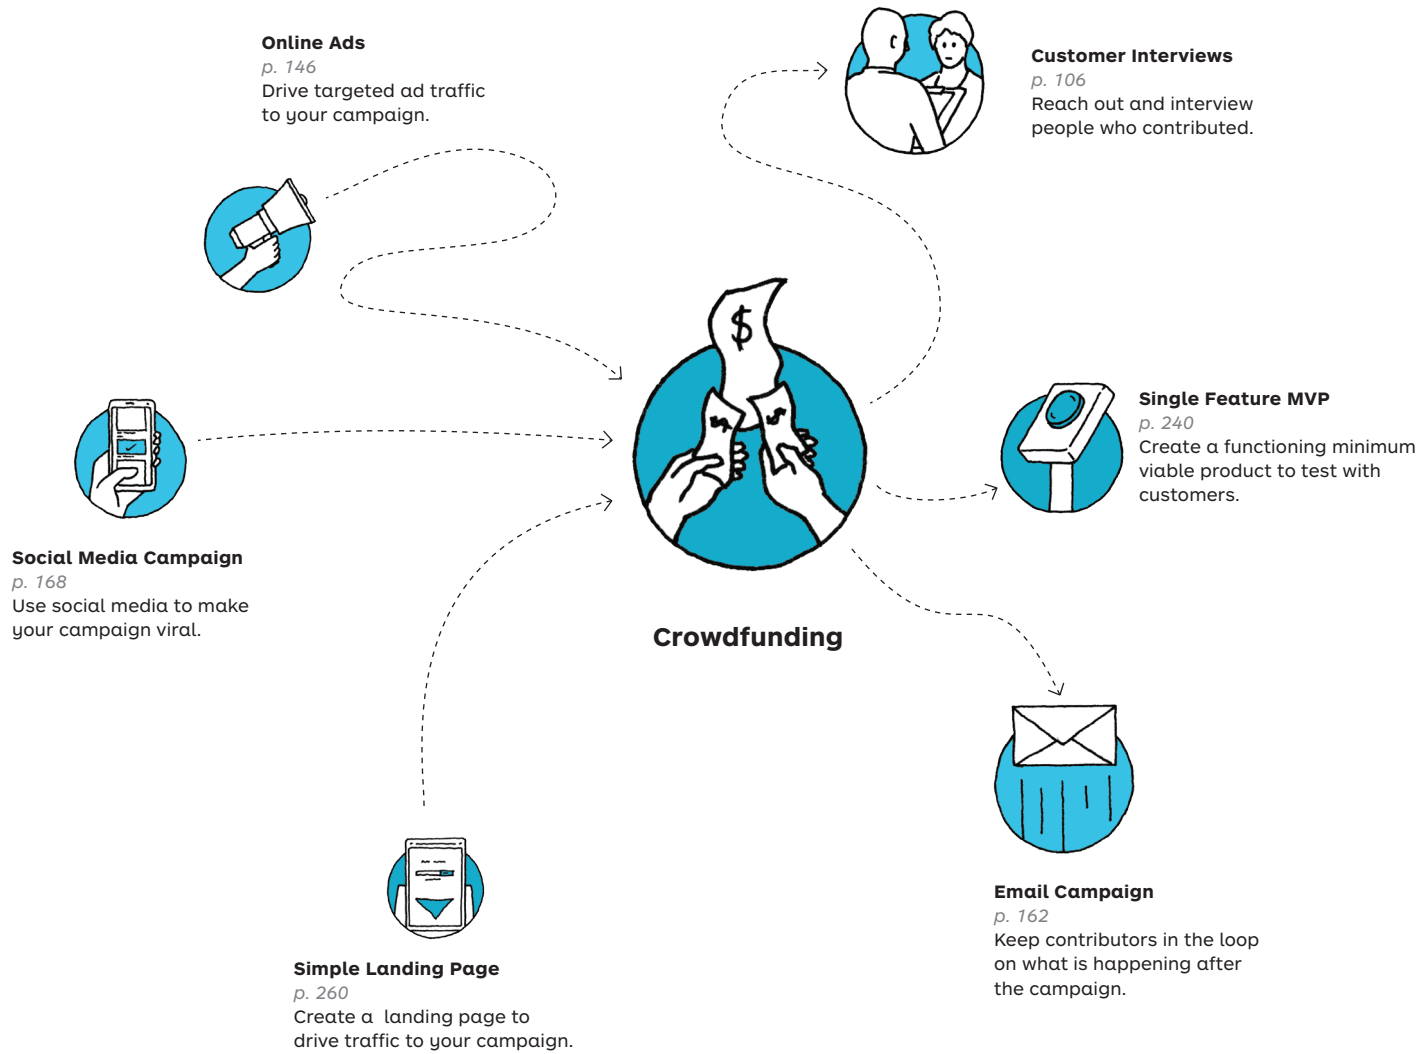 Online Ads
p. 146
Drive targeted ad traffic
to your campaign.
Customer Interviews
p. 106
Reach out and interview
people who contributed.
$
$
$
Single Feature MVP
p. 240
Create a functioning minimum
viable product to test with
customers.
Social Media Campaign
p. 168
Use social media to make
your campaign viral.
Crowdfunding
Email Campaign
p. 162
Keep contributors in the loop
on what is happening after
the campaign.
Simple Landing Page
p. 260
Create a  landing page to
drive traffic to your campaign.